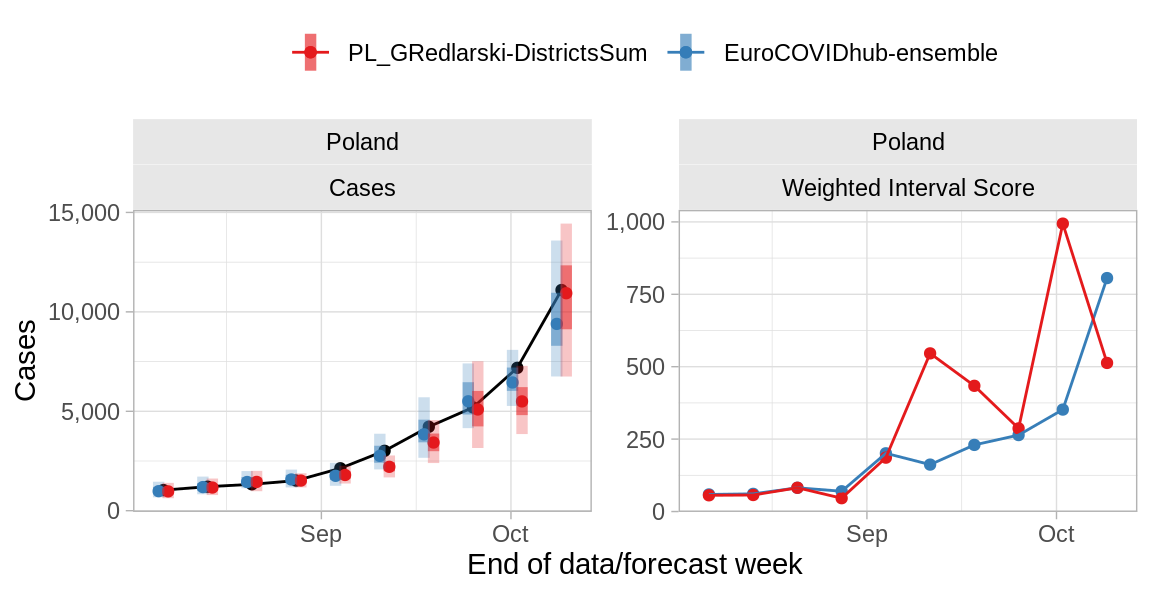 PL_GRedlarski-DistrictsSum EuroCOVIDhub-ensemble
Poland
Cases
15,000
10,000
5,000
0
Cases
Sep Oct
Poland
Weighted Interval Score
1,000
750
500
250
0
Sep Oct
End of data/forecast week